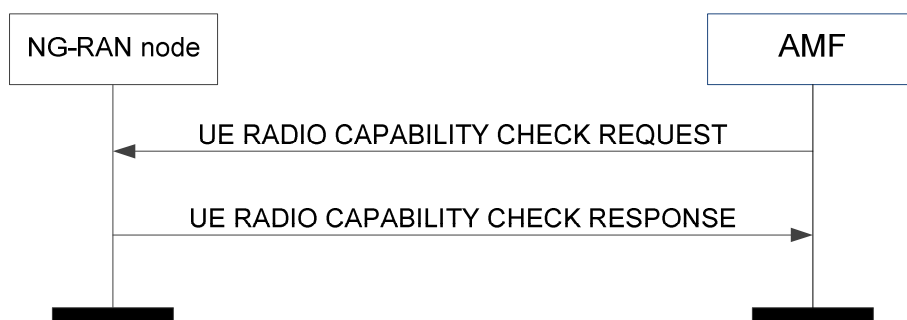 NG-RAN node
AMF
UE RADIO CAPABILITY CHECK REQUEST
UE RADIO CAPABILITY CHECK RESPONSE